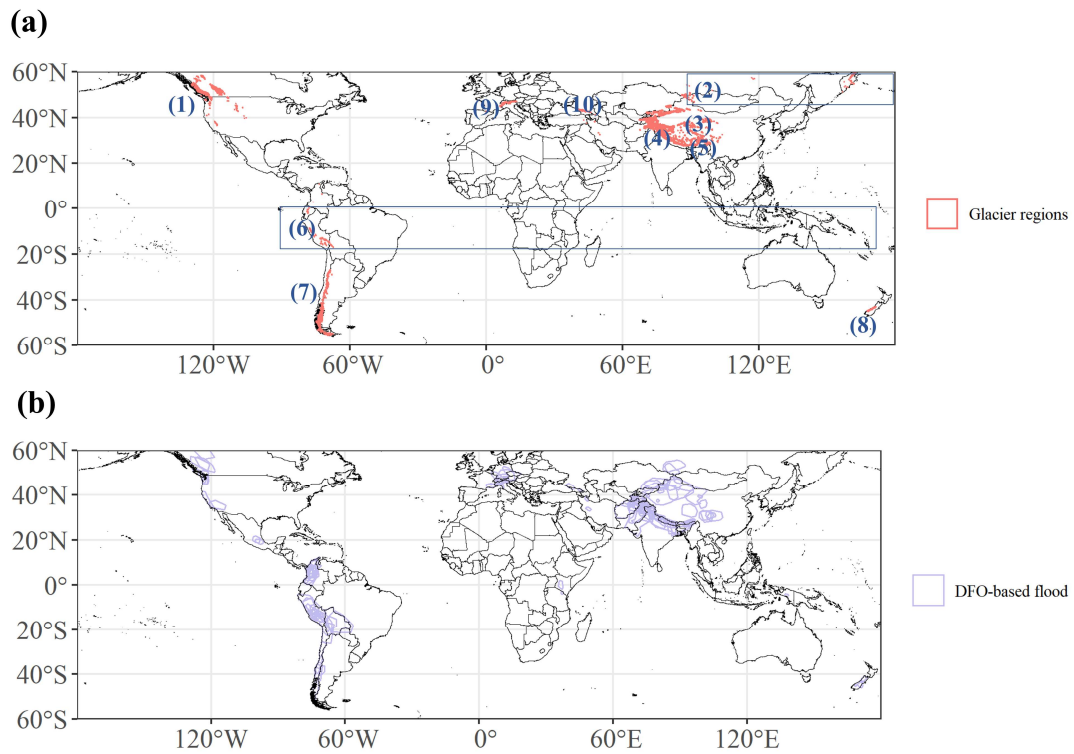 (a)
60°N
40°N
20°N
0°
20°S
40°S
60°S
(1)
(2)
(3)
(4)
(5)
(6)
(7)
(8)
(9)
(10)
120°W 60°W 0° 60°E 120°E
Glacier regions
(b)
60°N
40°N
20°N
0°
20°S
40°S
60°S
120°W 60°W 0° 60°E 120°E
DFO-based flood